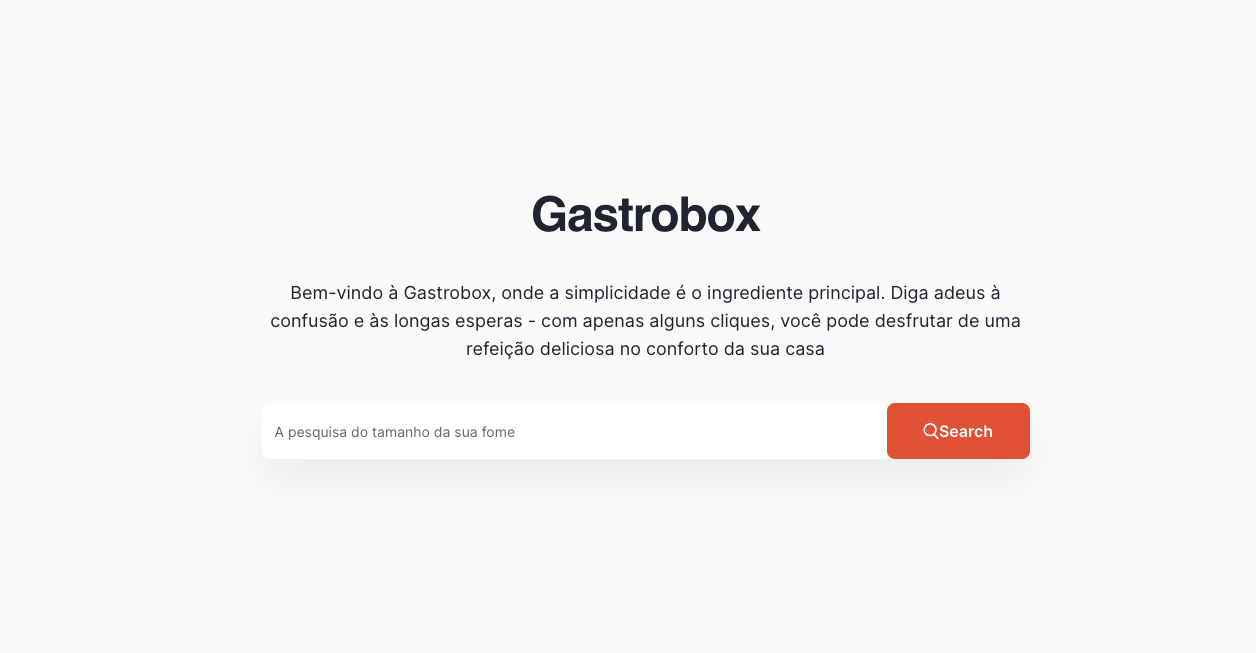 Gastrobox
Bem-vindo à Gastrobox, onde a simplicidade é o ingrediente principal. Diga adeus à
confusão e às longas esperas - com apenas alguns cliques, você pode desfrutar de uma
refeição deliciosa no conforto da sua casa
A pesquisa do tamanho da sua fome
Search